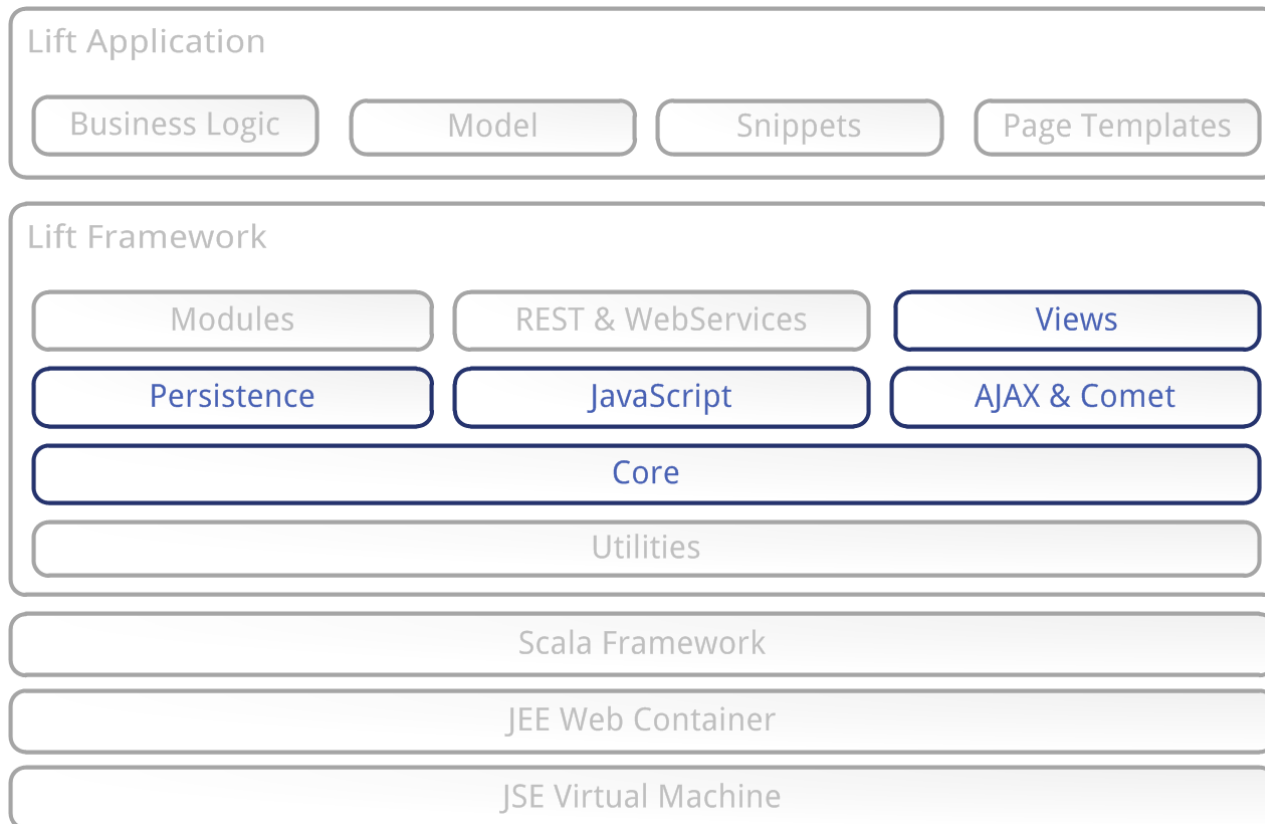 Lift Application
Business Logic
Model
Snippets
Page Templates
Lift Framework
Modules
REST & WebServices
Views
Persistence
JavaScript
AJAX & Comet
Core
Utilities
Scala Framework
JEE Web Container
JSE Virtual Machine